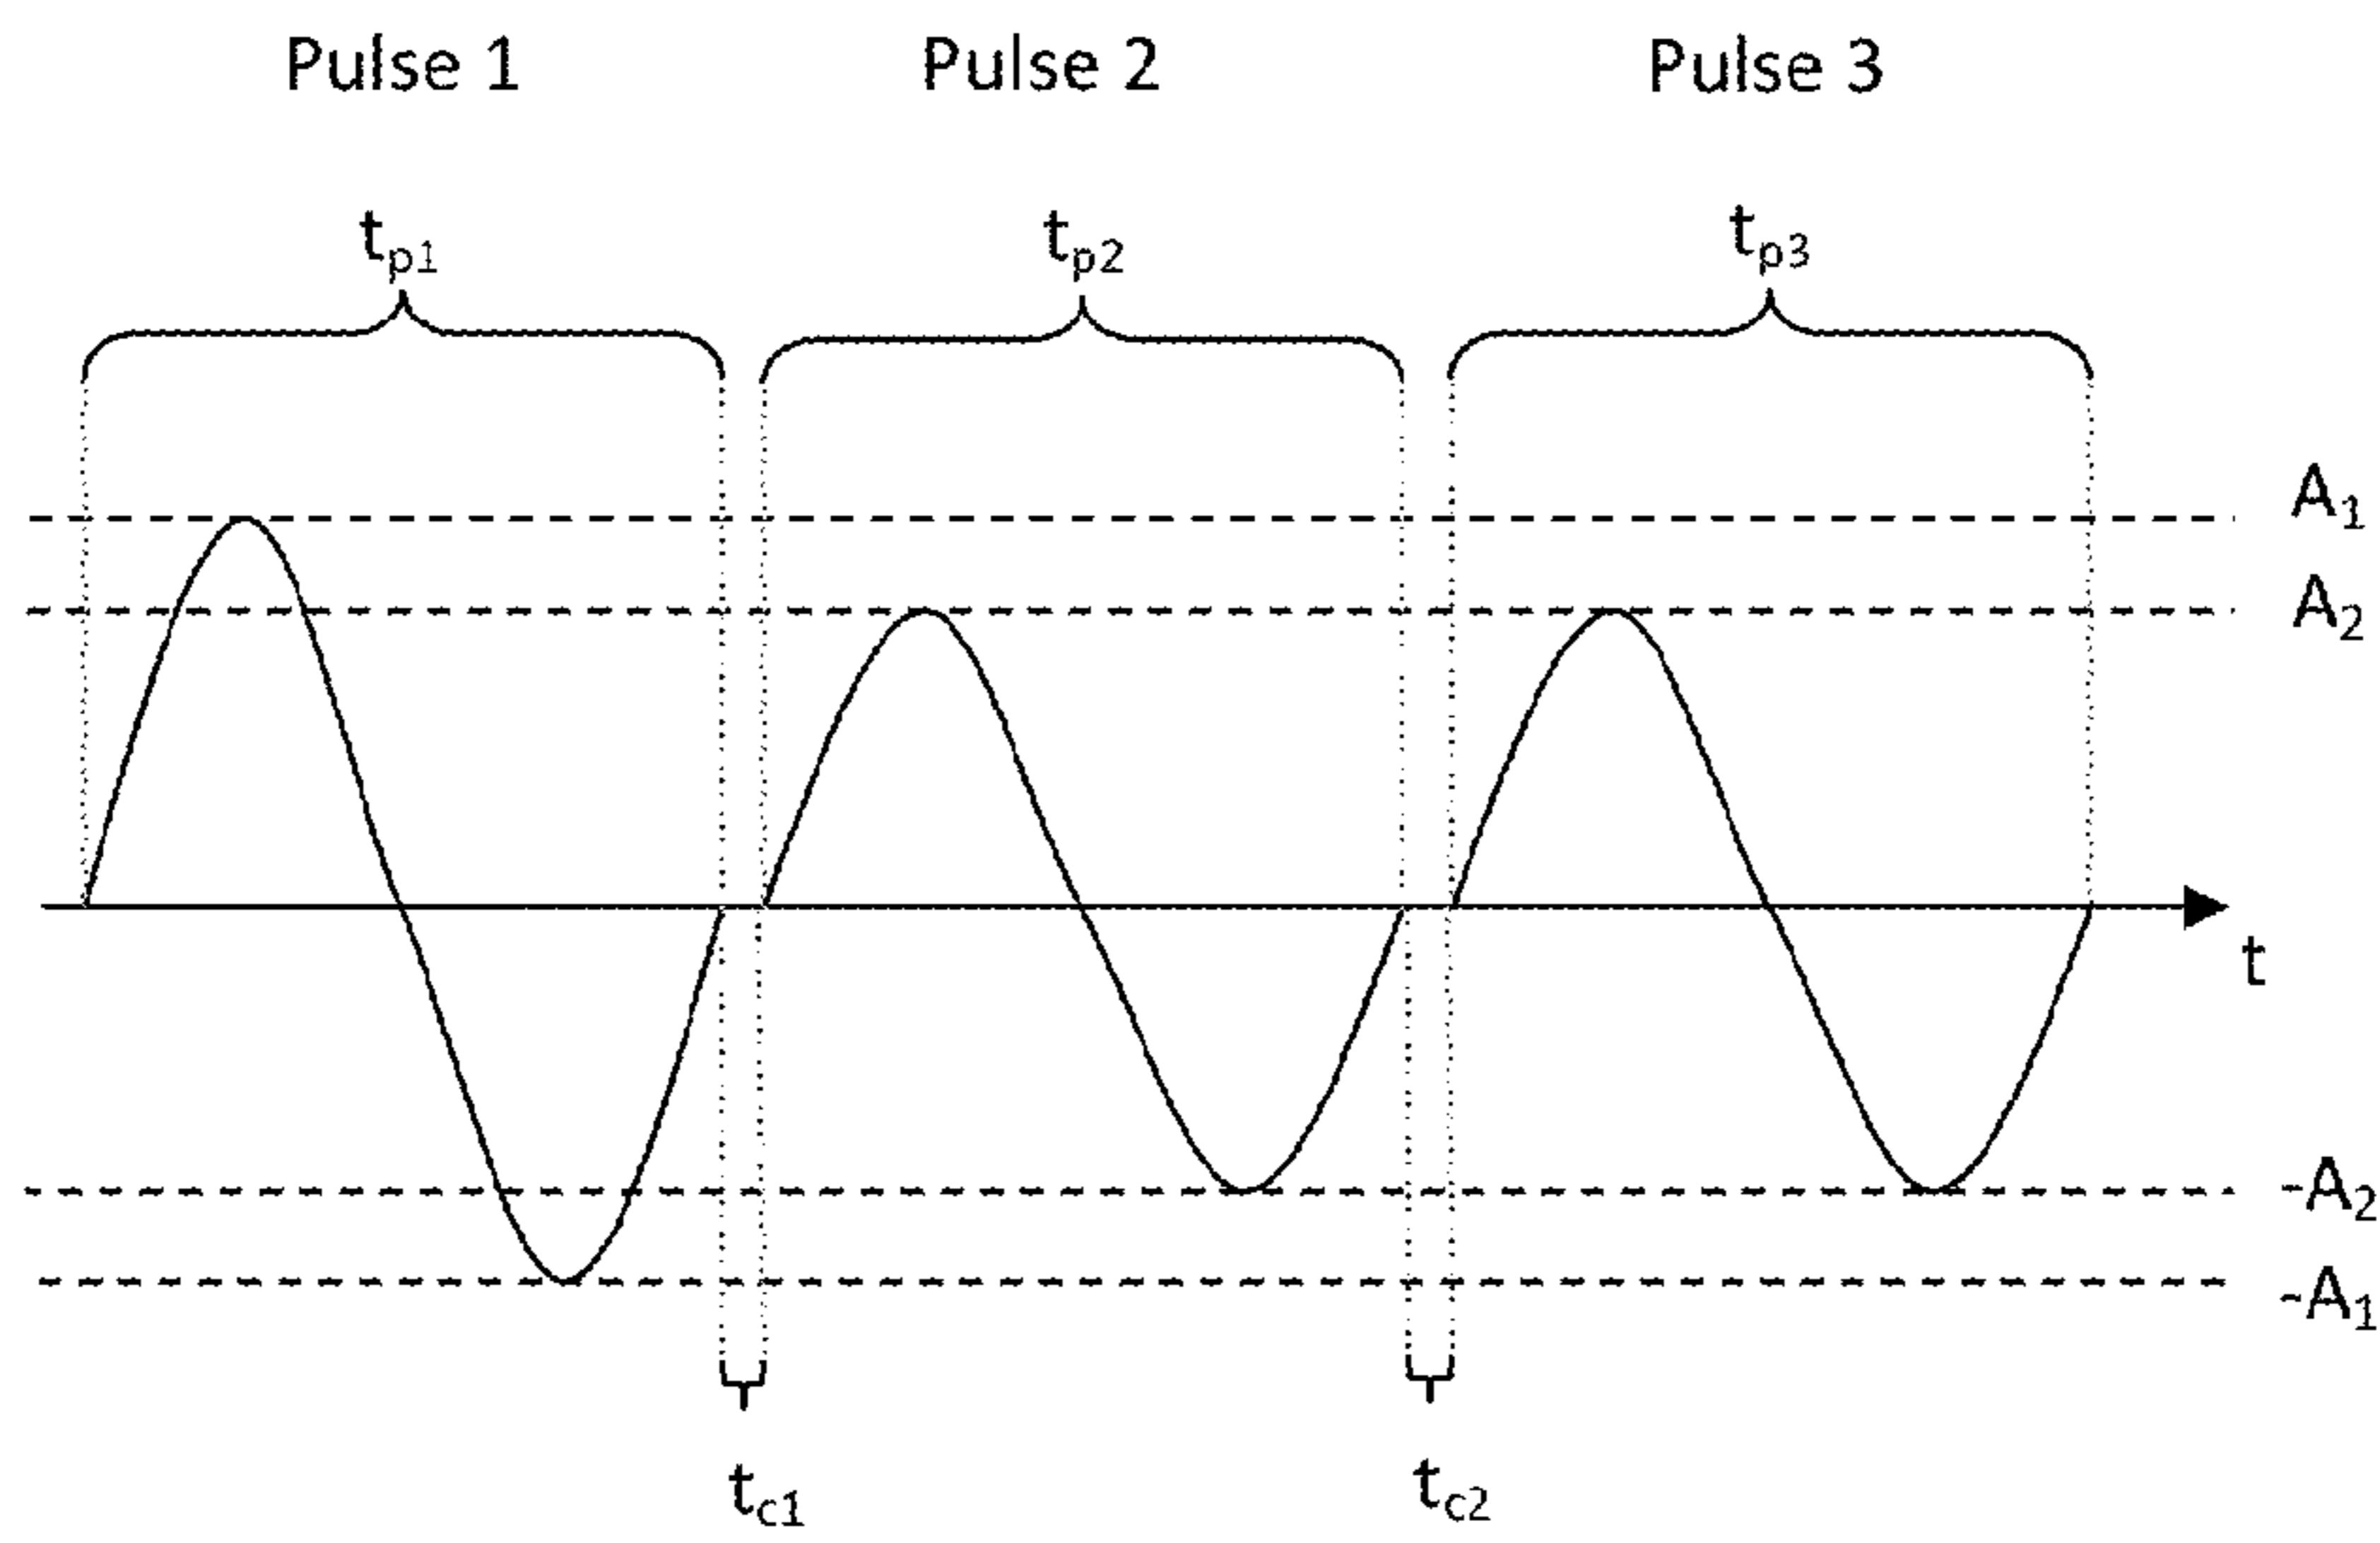 Pulse 1 Pulse 2 Pulse 3
tp1 tp2 tp3
A1
A2
t
-A2
-A1
tc1 tc2